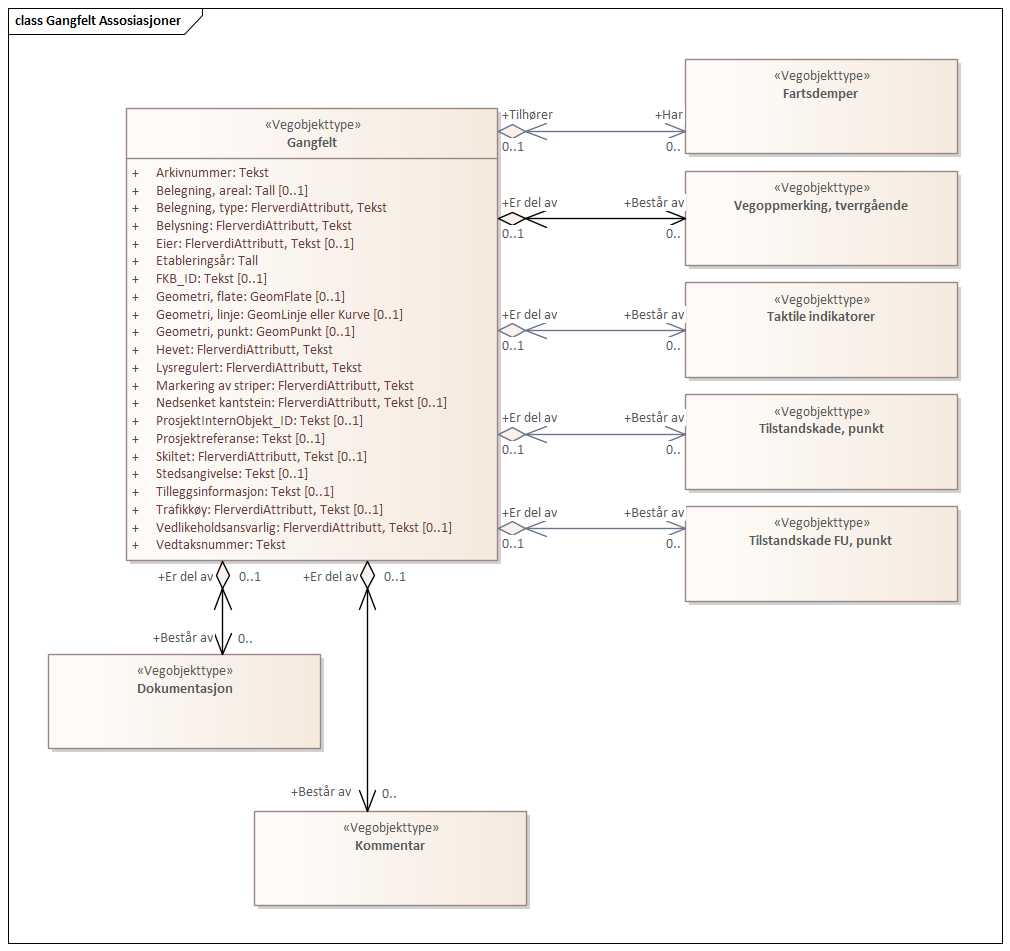 class Gangfelt Assosiasjoner
«Vegobjekttype»
Gangfelt
+ Arkivnummer: Tekst
+ Belegning, areal: Tall [0..1]
+ Belegning, type: FlerverdiAttributt, Tekst
+ Belysning: FlerverdiAttributt, Tekst
+ Eier: FlerverdiAttributt, Tekst [0..1]
+ Etableringsår: Tall
+ FKB_ID: Tekst [0..1]
+ Geometri, flate: GeomFlate [0..1]
+ Geometri, linje: GeomLinje eller Kurve [0..1]
+ Geometri, punkt: GeomPunkt [0..1]
+ Hevet: FlerverdiAttributt, Tekst
+ Lysregulert: FlerverdiAttributt, Tekst
+ Markering av striper: FlerverdiAttributt, Tekst
+ Nedsenket kantstein: FlerverdiAttributt, Tekst [0..1]
+ ProsjektInternObjekt_ID: Tekst [0..1]
+ Prosjektreferanse: Tekst [0..1]
+ Skiltet: FlerverdiAttributt, Tekst [0..1]
+ Stedsangivelse: Tekst [0..1]
+ Tilleggsinformasjon: Tekst [0..1]
+ Trafikkøy: FlerverdiAttributt, Tekst [0..1]
+ Vedlikeholdsansvarlig: FlerverdiAttributt, Tekst [0..1]
+ Vedtaksnummer: Tekst
+Tilhører +Har
0..1 0..
«Vegobjekttype»
Fartsdemper
+Er del av +Består av
0..1 0..
«Vegobjekttype»
Vegoppmerking, tverrgående
+Er del av +Består av
0..1 0..
«Vegobjekttype»
Taktile indikatorer
+Er del av +Består av
0..1 0..
«Vegobjekttype»
Tilstandskade, punkt
+Er del av +Består av
0..1 0..
«Vegobjekttype»
Tilstandskade FU, punkt
+Er del av 0..1
+Består av 0..
«Vegobjekttype»
Dokumentasjon
+Er del av 0..1
+Består av 0..
«Vegobjekttype»
Kommentar